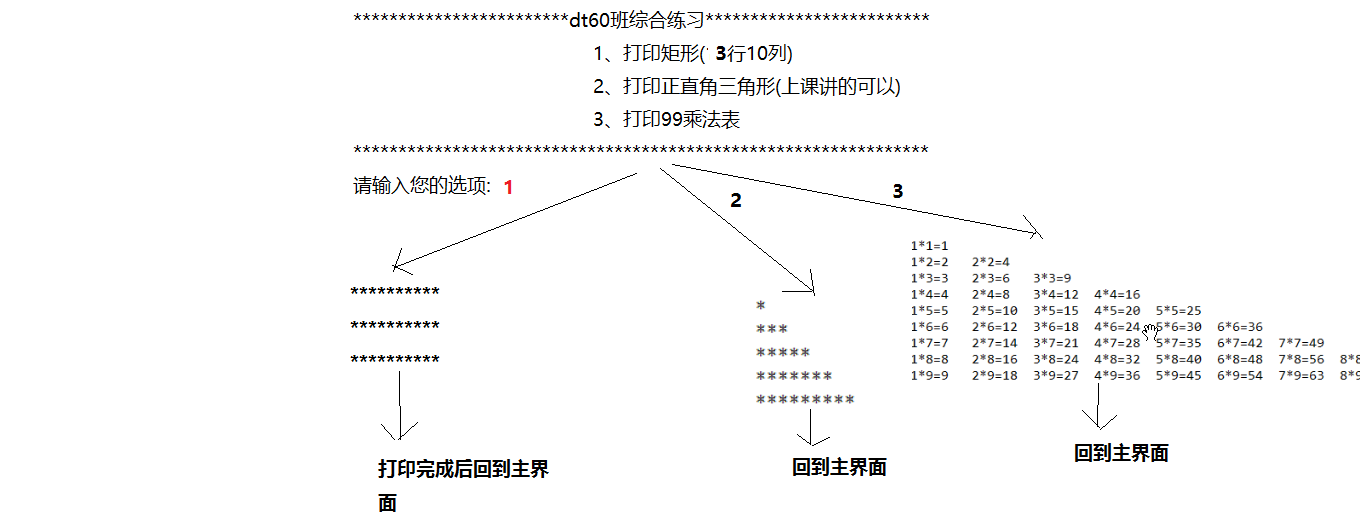 ************************dt60班综合练习*************************
1、打印矩形( 3行10列)
2、打印正直角三角形(上课讲的可以)
3、打印99乘法表
****************************************************************
请输入您的选项: 1
2
3
**********
**********
**********
打印完成后回到主界
面
*
***
*****
*******
*********
回到主界面
1*1=1
1*2=2 2*2=4
1*3=3 2*3=6 3*3=9
1*4=4 2*4=8 3*4=12 4*4=16
1*5=5 2*5=10 3*5=15 4*5=20 5*5=25
1*6=6 2*6=12 3*6=18 4*6=24 5*6=30 6*6=36
1*7=7 2*7=14 3*7=21 4*7=28 5*7=35 6*7=42 7*7=49
1*8=8 2*8=16 3*8=24 4*8=32 5*8=40 6*8=48 7*8=56 8*8
1*9=9 2*9=18 3*9=27 4*9=36 5*9=45 6*9=54 7*9=63 8*9
回到主界面